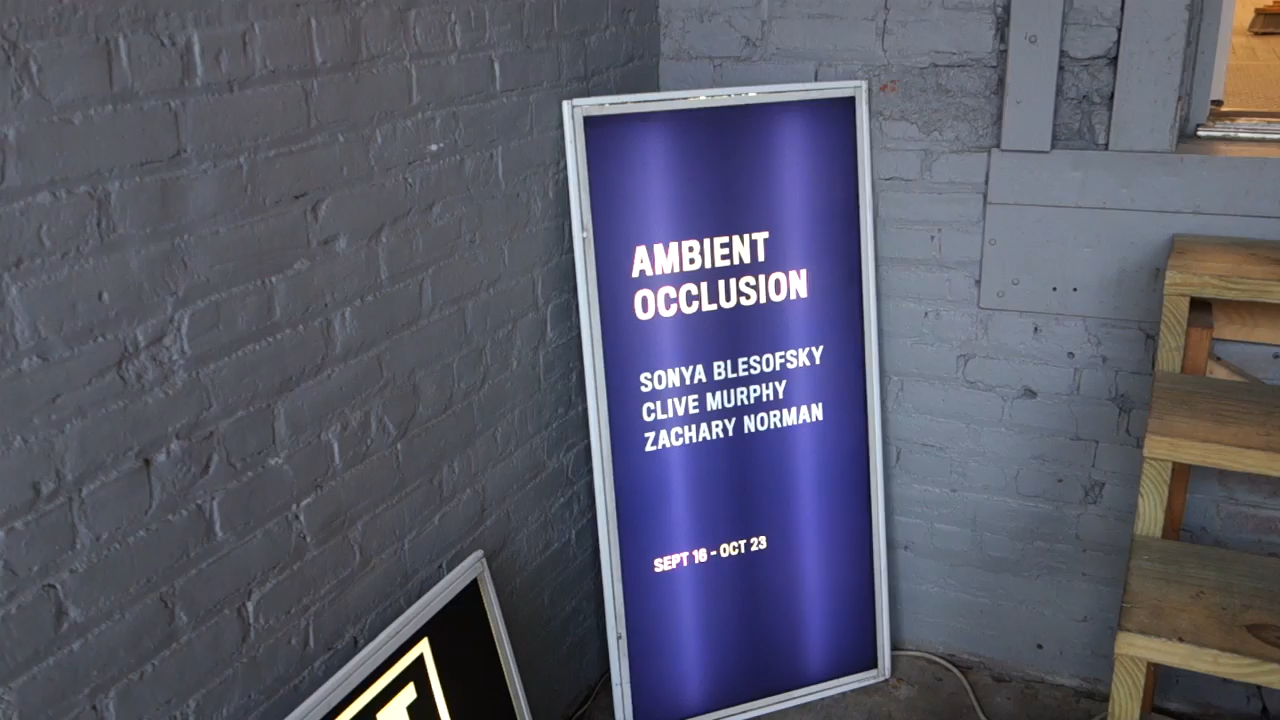 AMBIENT
OCCLUSION
SONYA BLESOFSKY
CLIVE MURPHY
ZACHARY NORMAN
SEPT 16 - OCT 23